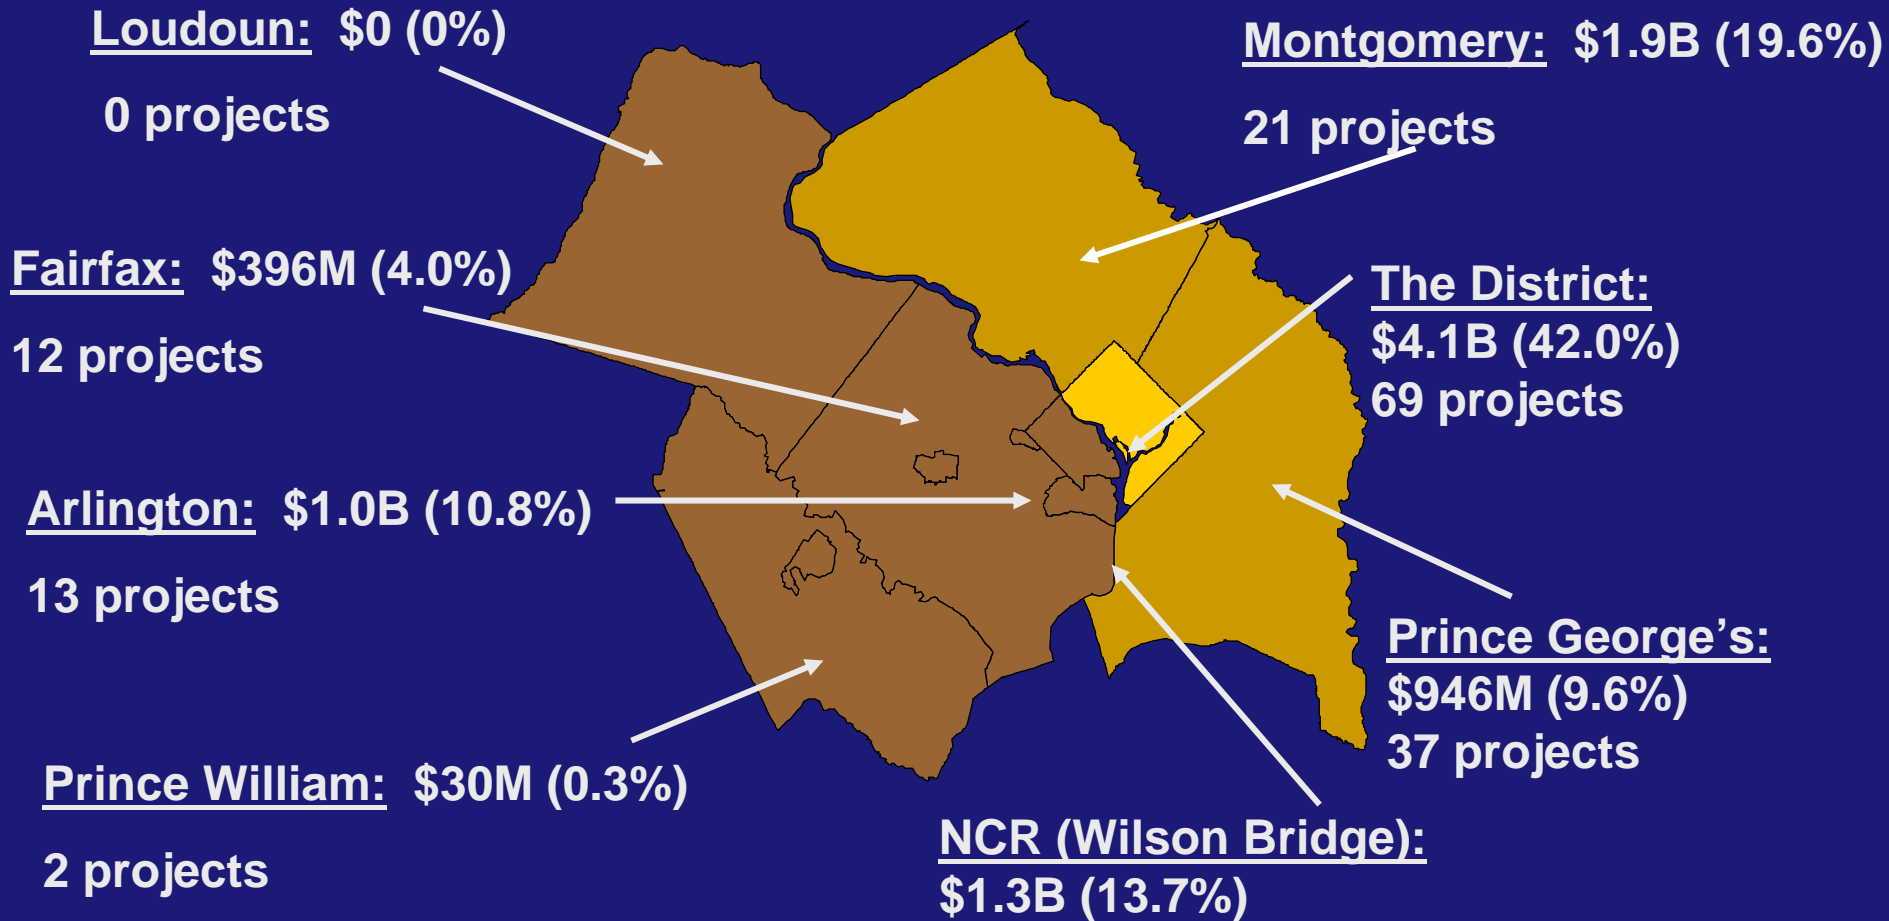 Loudoun: $0 (0%)
0 projects
Montgomery: $1.9B (19.6%)
21 projects
Fairfax: $396M (4.0%)
12 projects
The District:
$4.1B (42.0%)
69 projects
Arlington: $1.0B (10.8%)
13 projects
Prince George’s:
$946M (9.6%)
37 projects
Prince William: $30M (0.3%)
2 projects
NCR (Wilson Bridge):
$1.3B (13.7%)